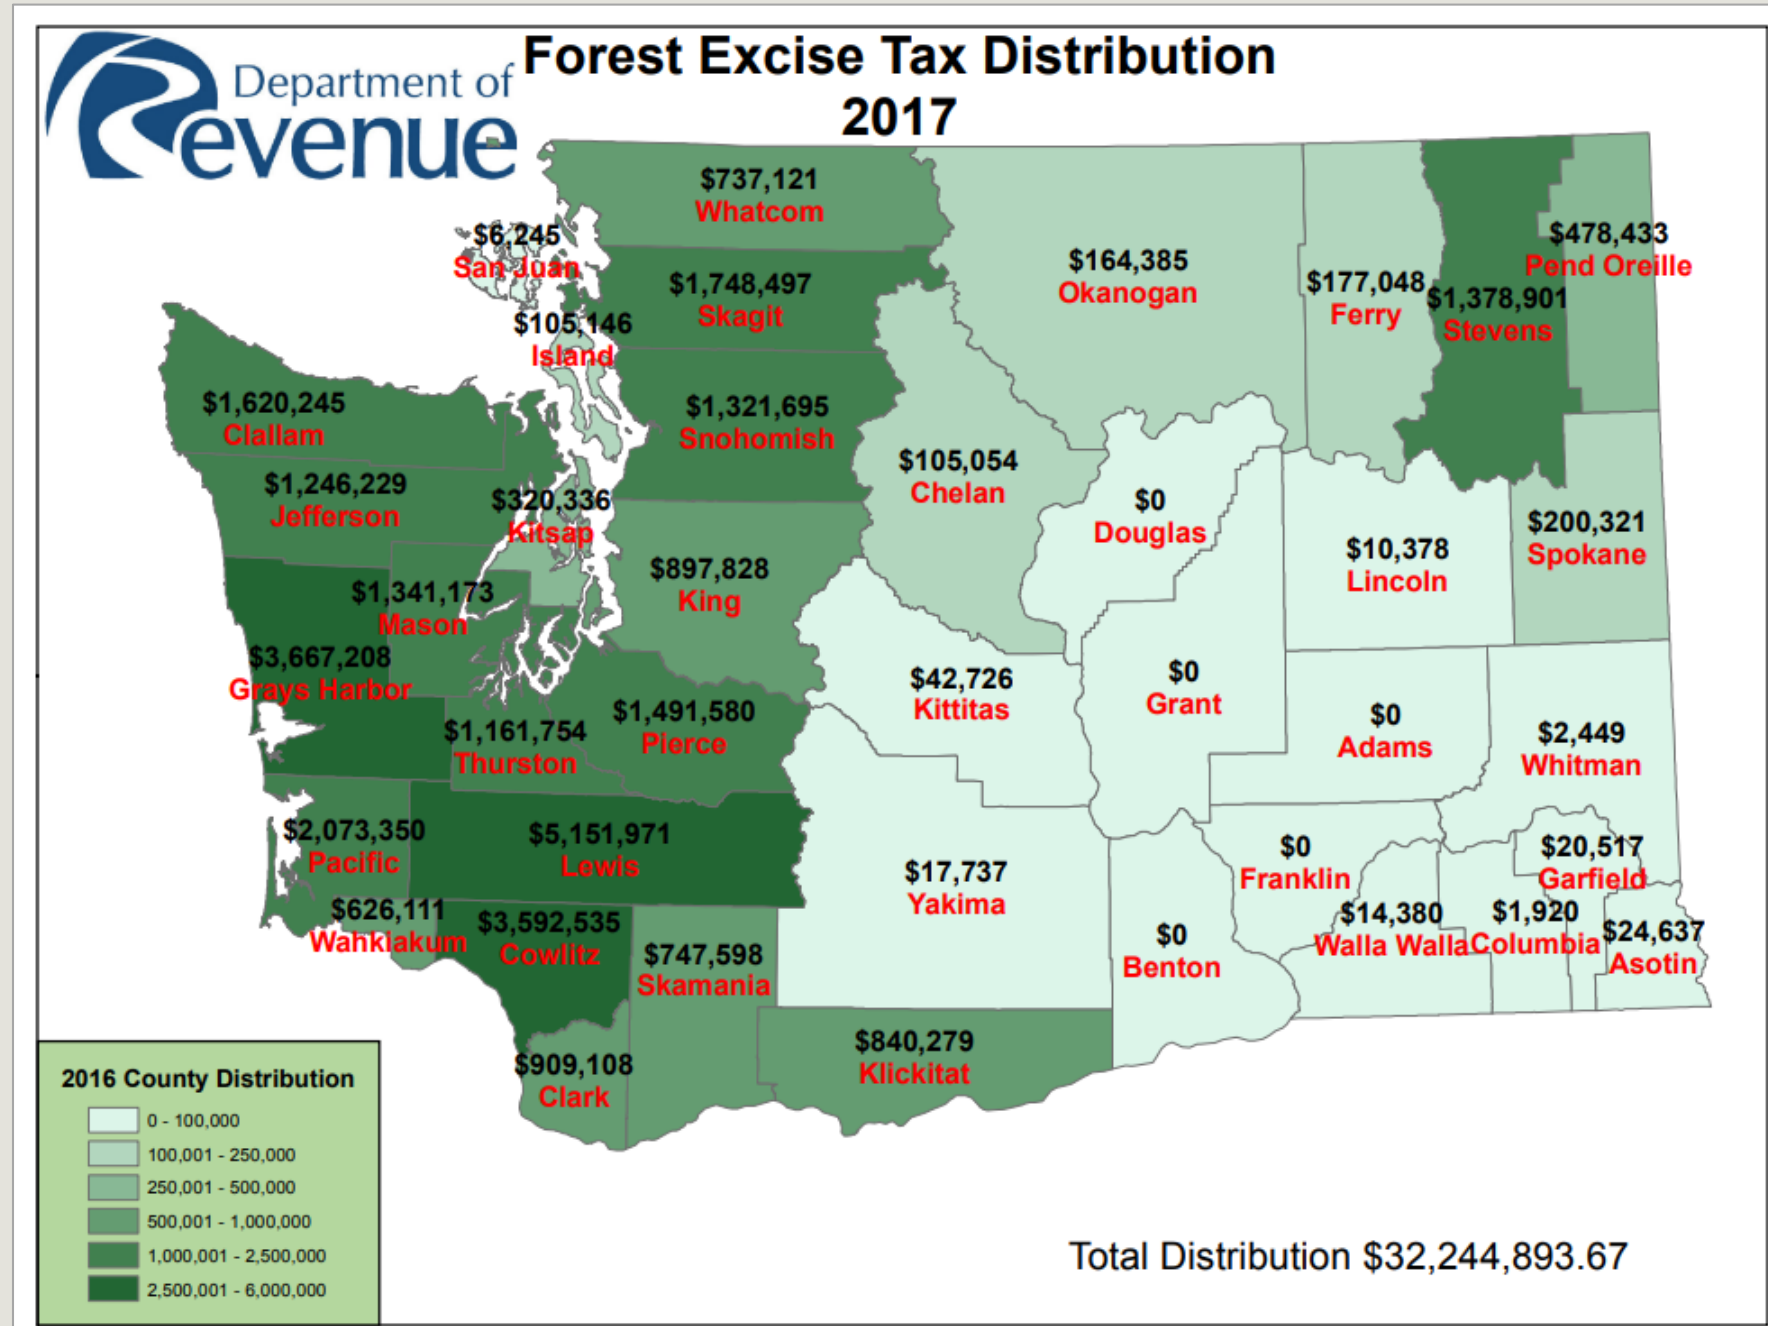 Department of
Revenue
Forest Excise Tax Distribution
2017
$737,121
Whatcom
$6,245
San Juan
$1,748,497
Skagit
$105,146
Island
$164,385
Okanogan
$177,048
Ferry
$1,378,901
Stevens
$478,433
Pend Oreille
$1,620,245
Clallam
$1,321,695
Snohomish
$1,246,229
Jefferson
$320,336
Kitsap
$105,054
Chelan
$0
Douglas
$10,378
Lincoln
$200,321
Spokane
$897,828
King
$1,341,173
Mason
$3,667,208
Grays Harbor
$42,726
Kittitas
$0
Grant
$0
Adams
$2,449
Whitman
$1,161,754
Thurston
$1,491,580
Pierce
$2,073,350
Pacific
$5,151,971
Lewis
$17,737
Yakima
$0
Franklin
$20,517
Garfield
$626,111
Wahkiakum
$3,592,535
Cowlitz
$747,598
Skamania
$0
Benton
$14,380
Walla Walla
$1,920
Columbia
$24,637
Asotin
$909,108
Clark
$840,279
Klickitat
2016 County Distribution
0 - 100,000
100,001 - 250,000
250,001 - 500,000
500,001 - 1,000,000
1,000,001 - 2,500,000
2,500,001 - 6,000,000
Total Distribution $32,244,893.67